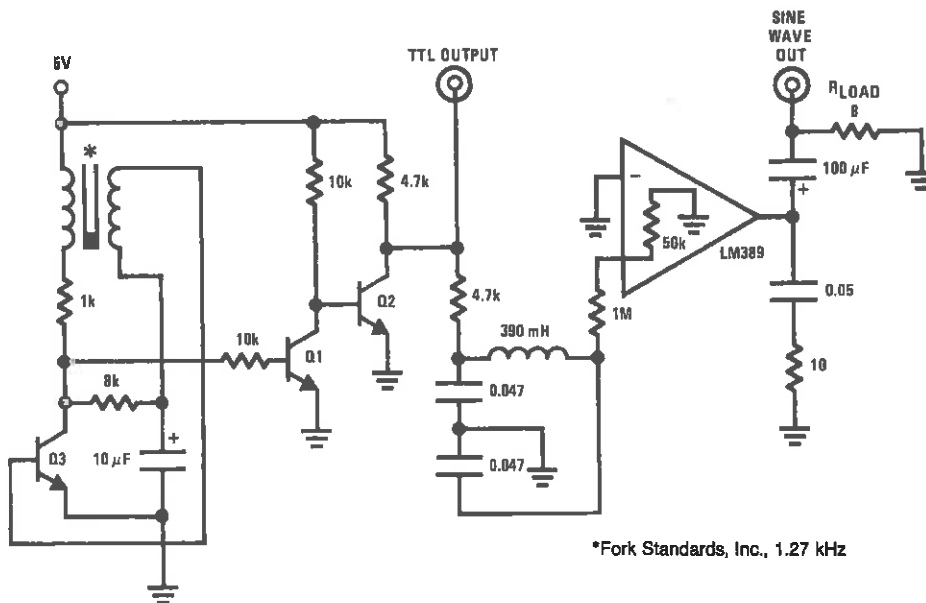 6V
*
1k
8k
Q3
10 μF
+
10k
10k
Q1
Q2
4.7k
TTL OUTPUT
4.7k
390 mH
0.047
0.047
1M
50k
−
LM389
SINE
WAVE
OUT
RLOAD
8
100 μF
+
0.05
10
*Fork Standards, Inc., 1.27 kHz